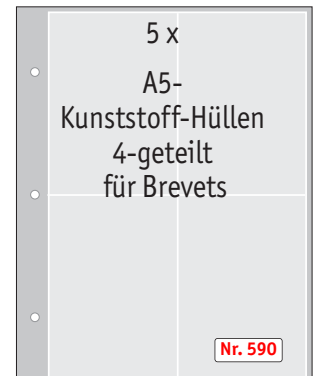 5 x
A5-
Kunststoff-Hüllen
4-geteilt
für Brevets
Nr. 590